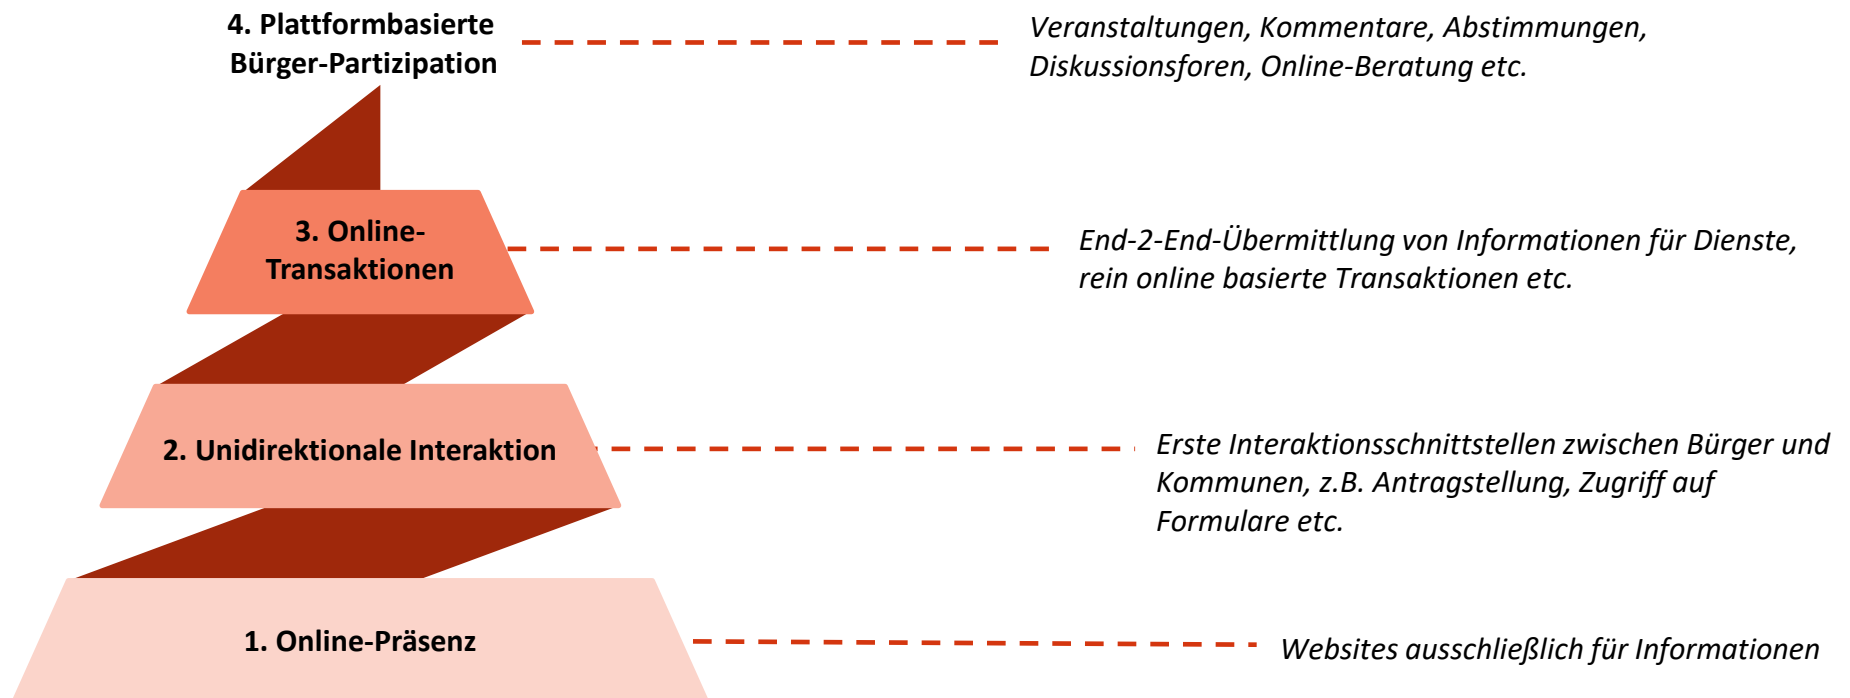 4. Plattformbasierte
Bürger-Partizipation
Veranstaltungen, Kommentare, Abstimmungen,
Diskussionsforen, Online-Beratung etc.
3. Online-
Transaktionen
End-2-End-Übermittlung von Informationen für Dienste,
rein online basierte Transaktionen etc.
2. Unidirektionale Interaktion
Erste Interaktionsschnittstellen zwischen Bürger und
Kommunen, z.B. Antragstellung, Zugriff auf
Formulare etc.
1. Online-Präsenz
Websites ausschließlich für Informationen